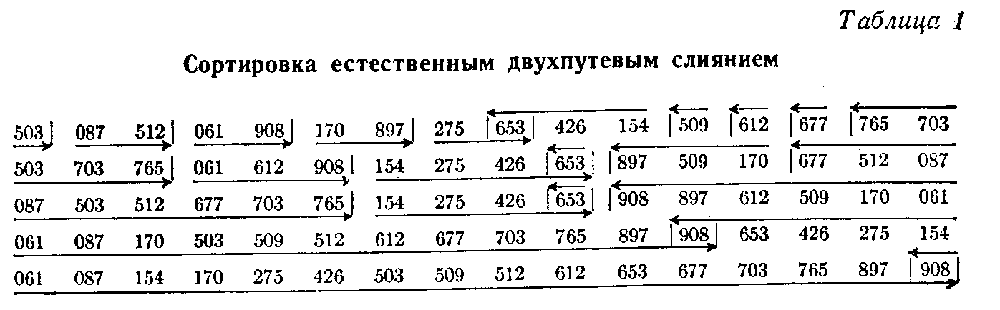 Таблица 1
Сортировка естественным двухпутевым слиянием
503 087 512 061 908 170 897 275 653 426 154 509 612 677 765 703
503 703 765 061 612 908 154 275 426 653 897 509 170 677 512 087
087 503 512 677 703 765 154 275 426 653 908 897 612 509 170 061
061 087 170 503 509 512 612 677 703 765 897 908 653 426 275 154
061 087 154 170 275 426 503 509 512 612 653 677 703 765 897 908